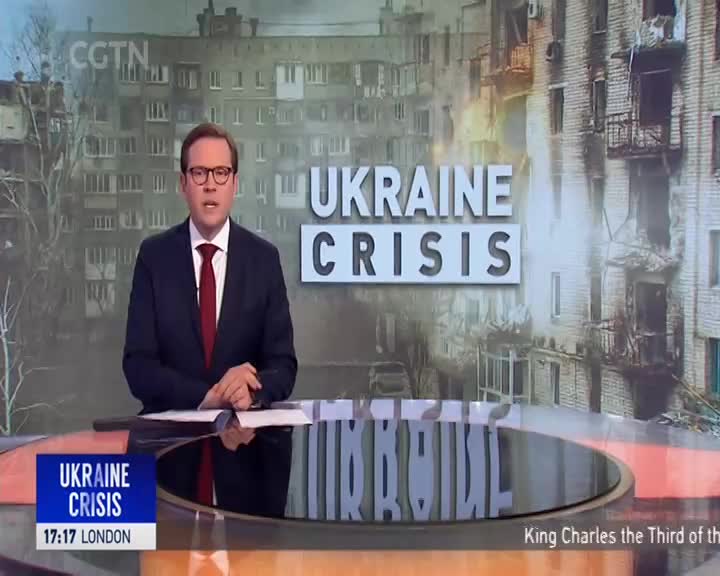 CGTN
UKRAINE
CRISIS
UKRAINE
CRISIS
17:17 LONDON
King Charles the Third of th